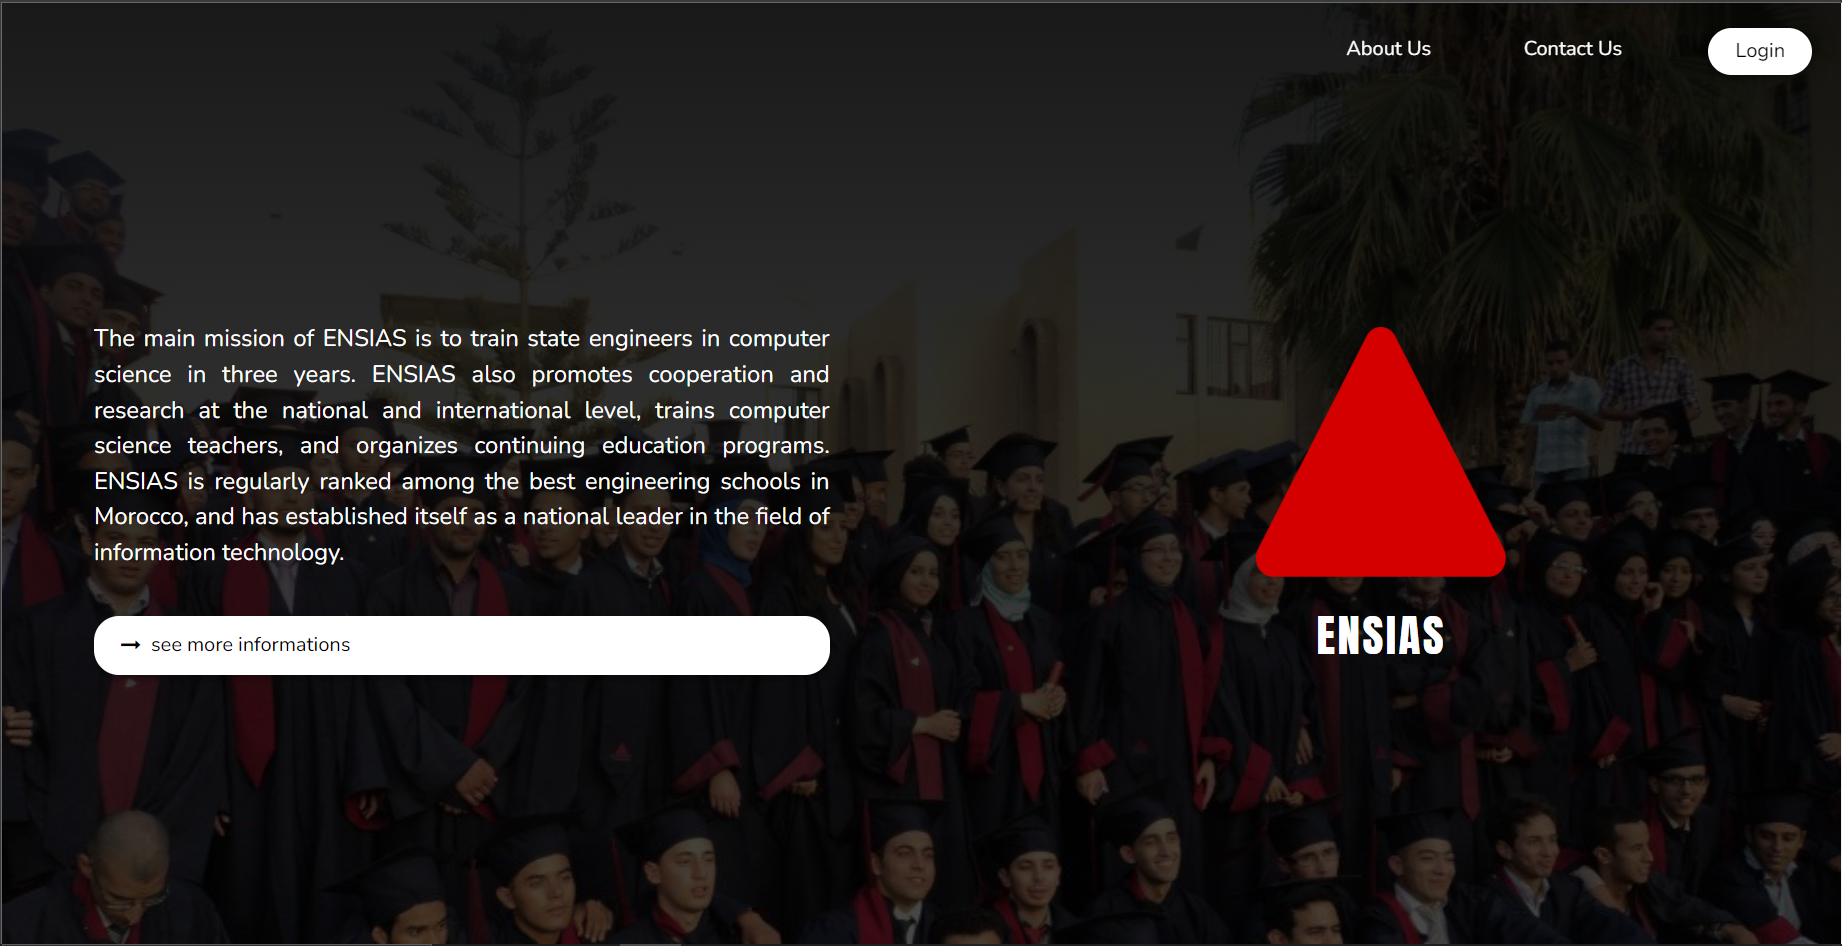 About Us
Contact Us
Login
The main mission of ENSIAS is to train state engineers in computer
science in three years. ENSIAS also promotes cooperation and
research at the national and international level, trains computer
science teachers, and organizes continuing education programs.
ENSIAS is regularly ranked among the best engineering schools in
Morocco, and has established itself as a national leader in the field of
information technology.
→ see more informations
ENSIAS